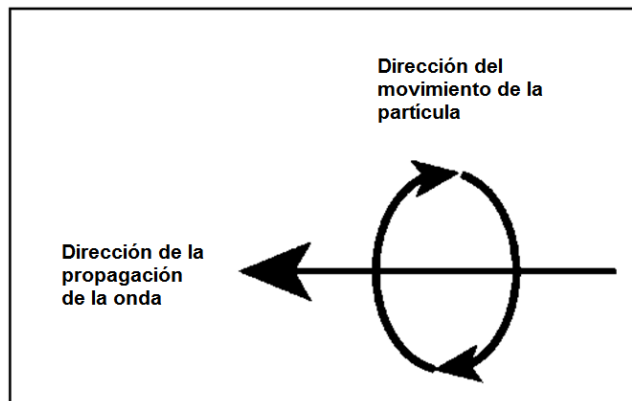 Dirección del
movimiento de la
partícula
Dirección de la
propagación
de la onda